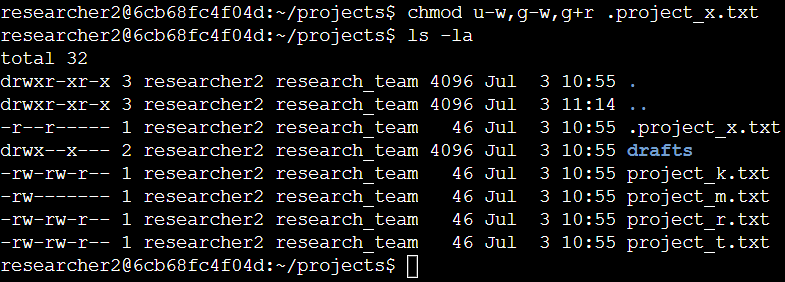 researcher2@6cb68fc4f04d:~/projects$ chmod u-w,g-w,g+r .project_x.txt
researcher2@6cb68fc4f04d:~/projects$ ls -la
total 32
drwxr-xr-x 3 researcher2 research_team 4096 Jul  3 10:55 .
drwxr-xr-x 3 researcher2 research_team 4096 Jul  3 11:14 ..
-r--r----- 1 researcher2 research_team   46 Jul  3 10:55 .project_x.txt
drwx--x--- 2 researcher2 research_team 4096 Jul  3 10:55 drafts
-rw-rw-r-- 1 researcher2 research_team   46 Jul  3 10:55 project_k.txt
-rw------- 1 researcher2 research_team   46 Jul  3 10:55 project_m.txt
-rw-rw-r-- 1 researcher2 research_team   46 Jul  3 10:55 project_r.txt
-rw-rw-r-- 1 researcher2 research_team   46 Jul  3 10:55 project_t.txt
researcher2@6cb68fc4f04d:~/projects$